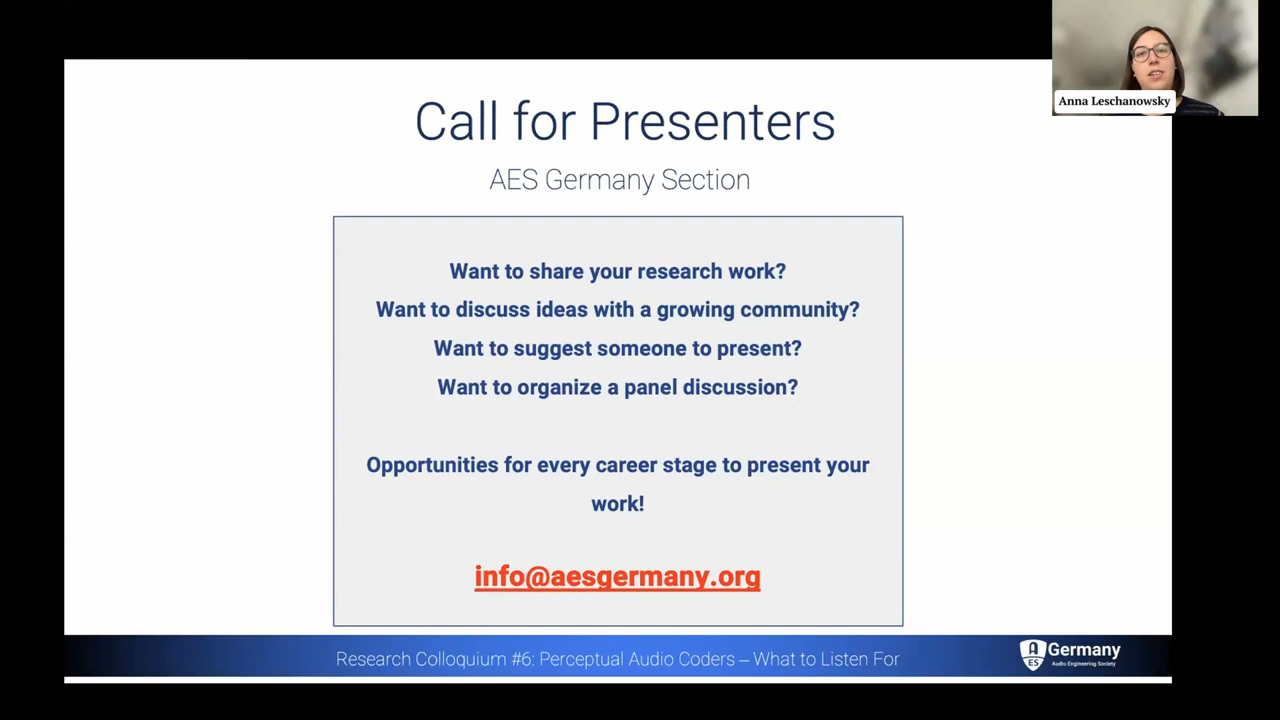 Anna Leschanowsky
Call for Presenters
AES Germany Section
Want to share your research work?
Want to discuss ideas with a growing community?
Want to suggest someone to present?
Want to organize a panel discussion?
Opportunities for every career stage to present your
work!
info@aesgermany.org
Research Colloquium #6: Perceptual Audio Coders – What to Listen For
A
ES
Germany
Audio Engineering Society